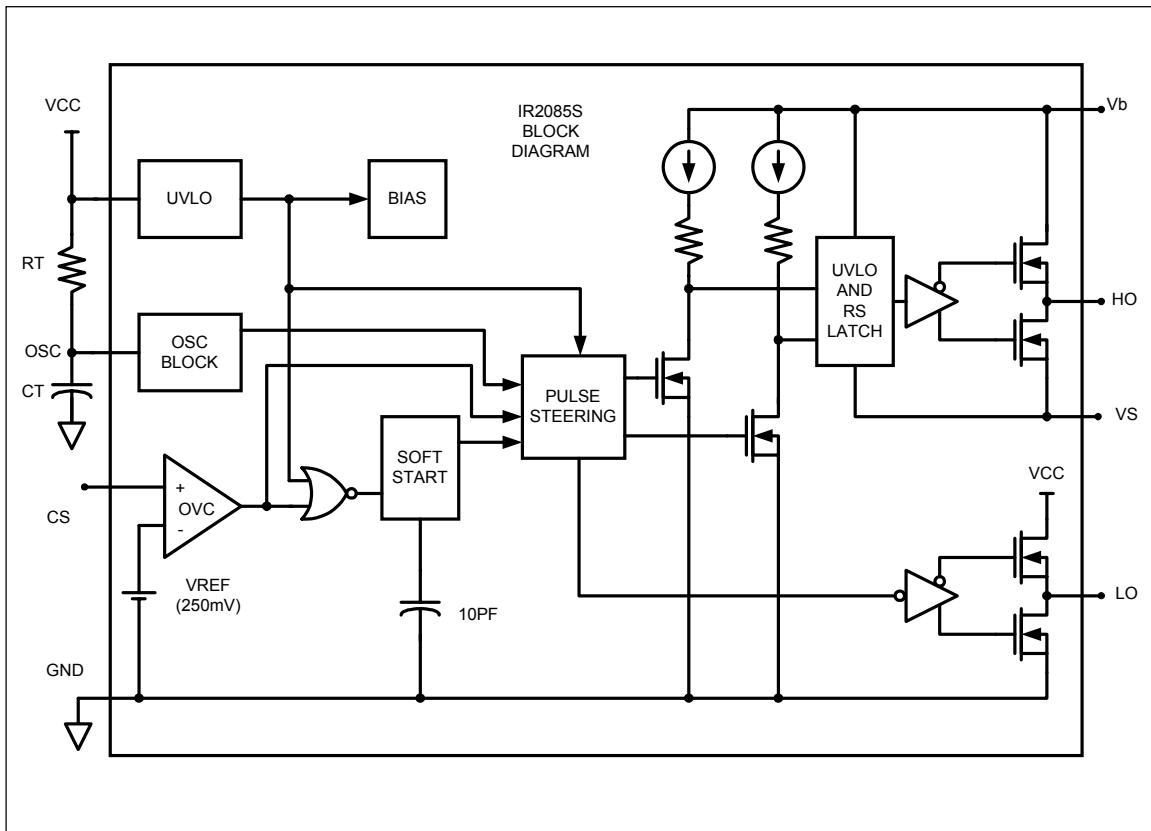 IR2085S
BLOCK
DIAGRAM
VCC
Vb
UVLO
BIAS
RT
UVLO
AND
RS
LATCH
HO
OSC
OSC
BLOCK
CT
PULSE
STEERING
VS
SOFT
START
CS
+
OVC
-
VCC
VREF
(250mV)
10PF
LO
GND